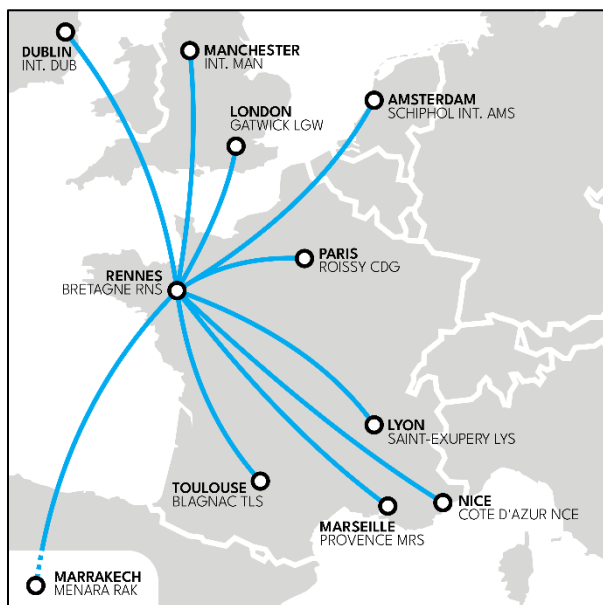 DUBLIN
INT. DUB
MANCHESTER
INT. MAN
AMSTERDAM
SCHIPHOL INT. AMS
LONDON
GATWICK LGW
PARIS
ROISSY CDG
RENNES
BRETAGNE RNS
LYON
SAINT-EXUPERY LYS
TOULOUSE
BLAGNAC TLS
NICE
COTE D'AZUR NCE
MARSEILLE
PROVENCE MRS
MARRAKECH
MENARA RAK